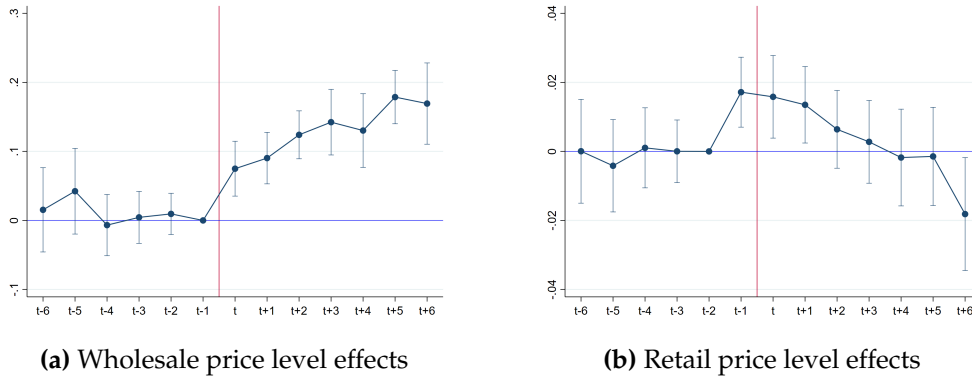 .3
.2
.1
0
-.1
t-6 t-5 t-4 t-3 t-2 t-1 t t+1 t+2 t+3 t+4 t+5 t+6
(a) Wholesale price level effects
.04
.02
0
-.02
-.04
t-6 t-5 t-4 t-3 t-2 t-1 t t+1 t+2 t+3 t+4 t+5 t+6
(b) Retail price level effects